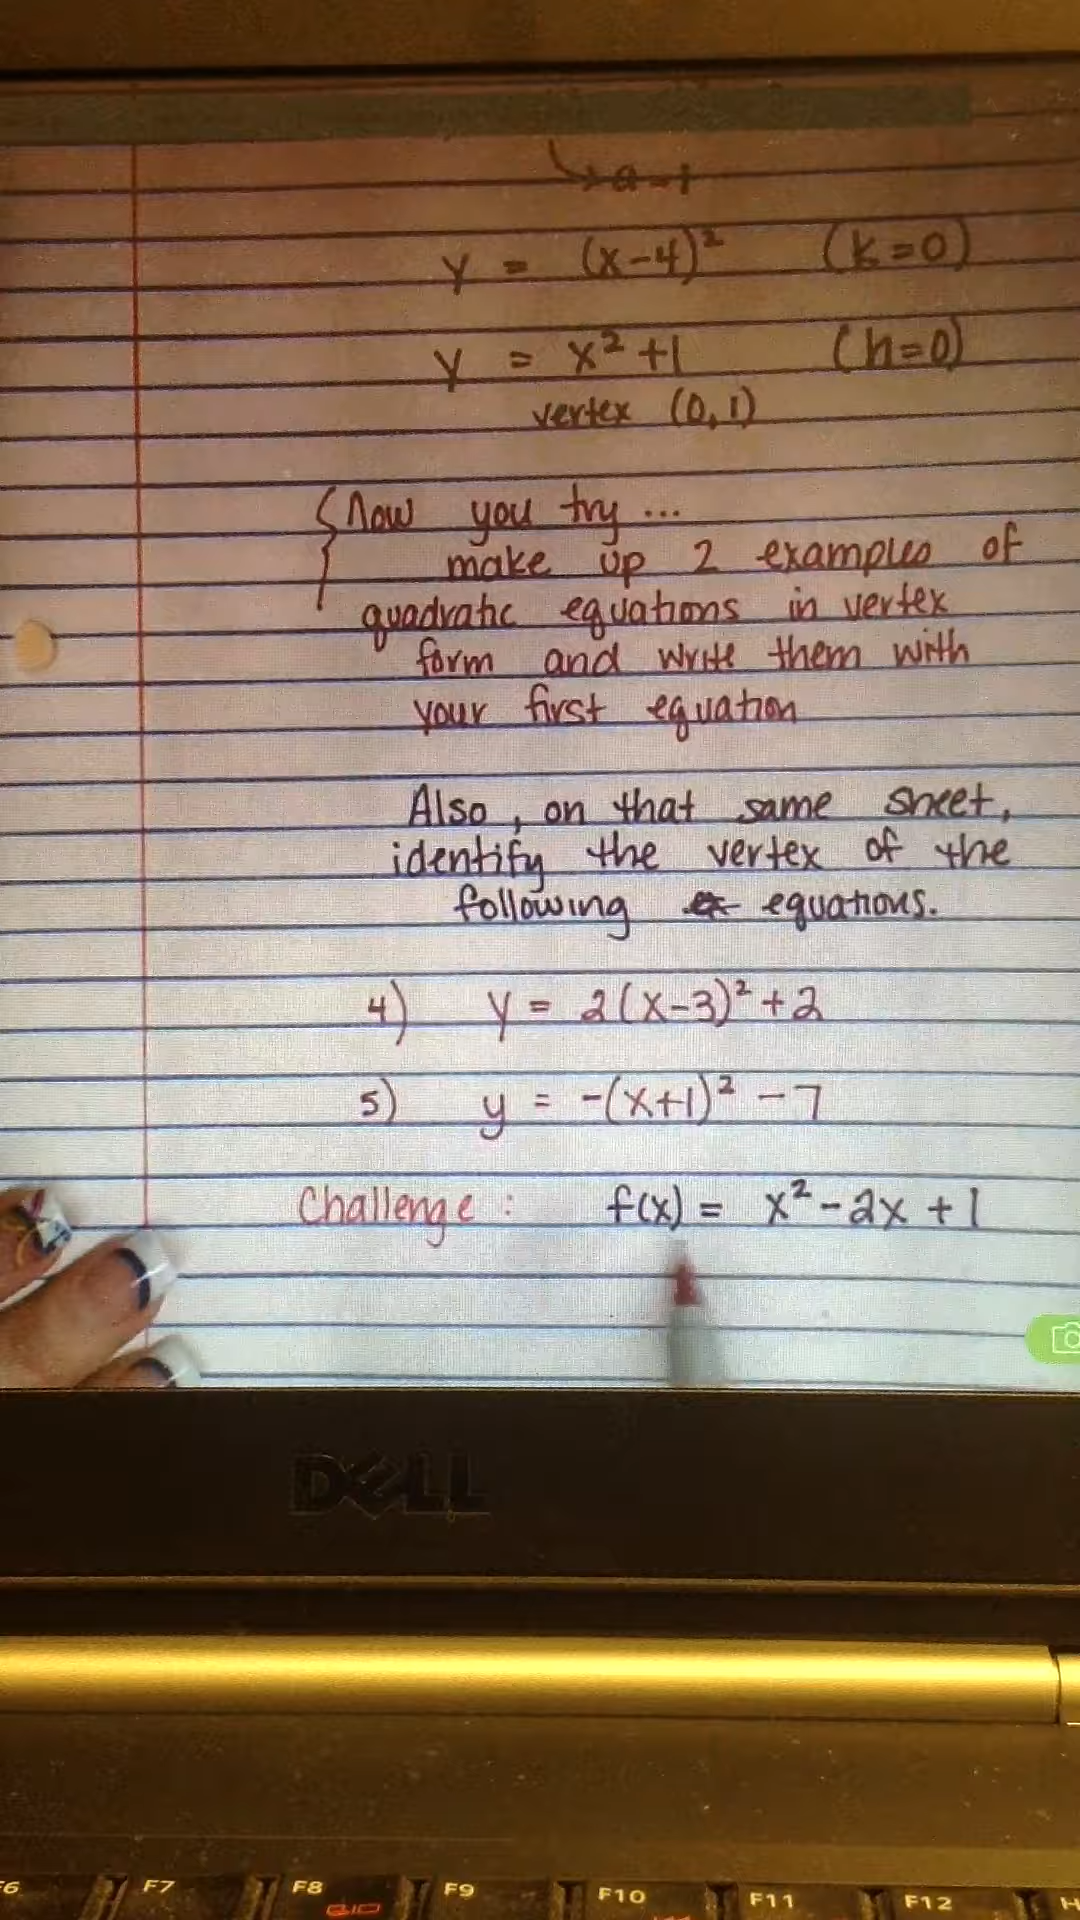 y = (x-4)² (k=0)
y = x² +1 (h=0)
vertex (0,1)
Now you try ...
make up 2 examples of
quadratic equations in vertex
form and write them with
your first equation
Also, on that same sheet,
identify the vertex of the
following equations.
4) y = 2(x-3)² +2
5) y = -(x+1)² -7
Challenge: f(x) = x² -2x +1
DELL
F7 F8 F9 F10 F11 F12